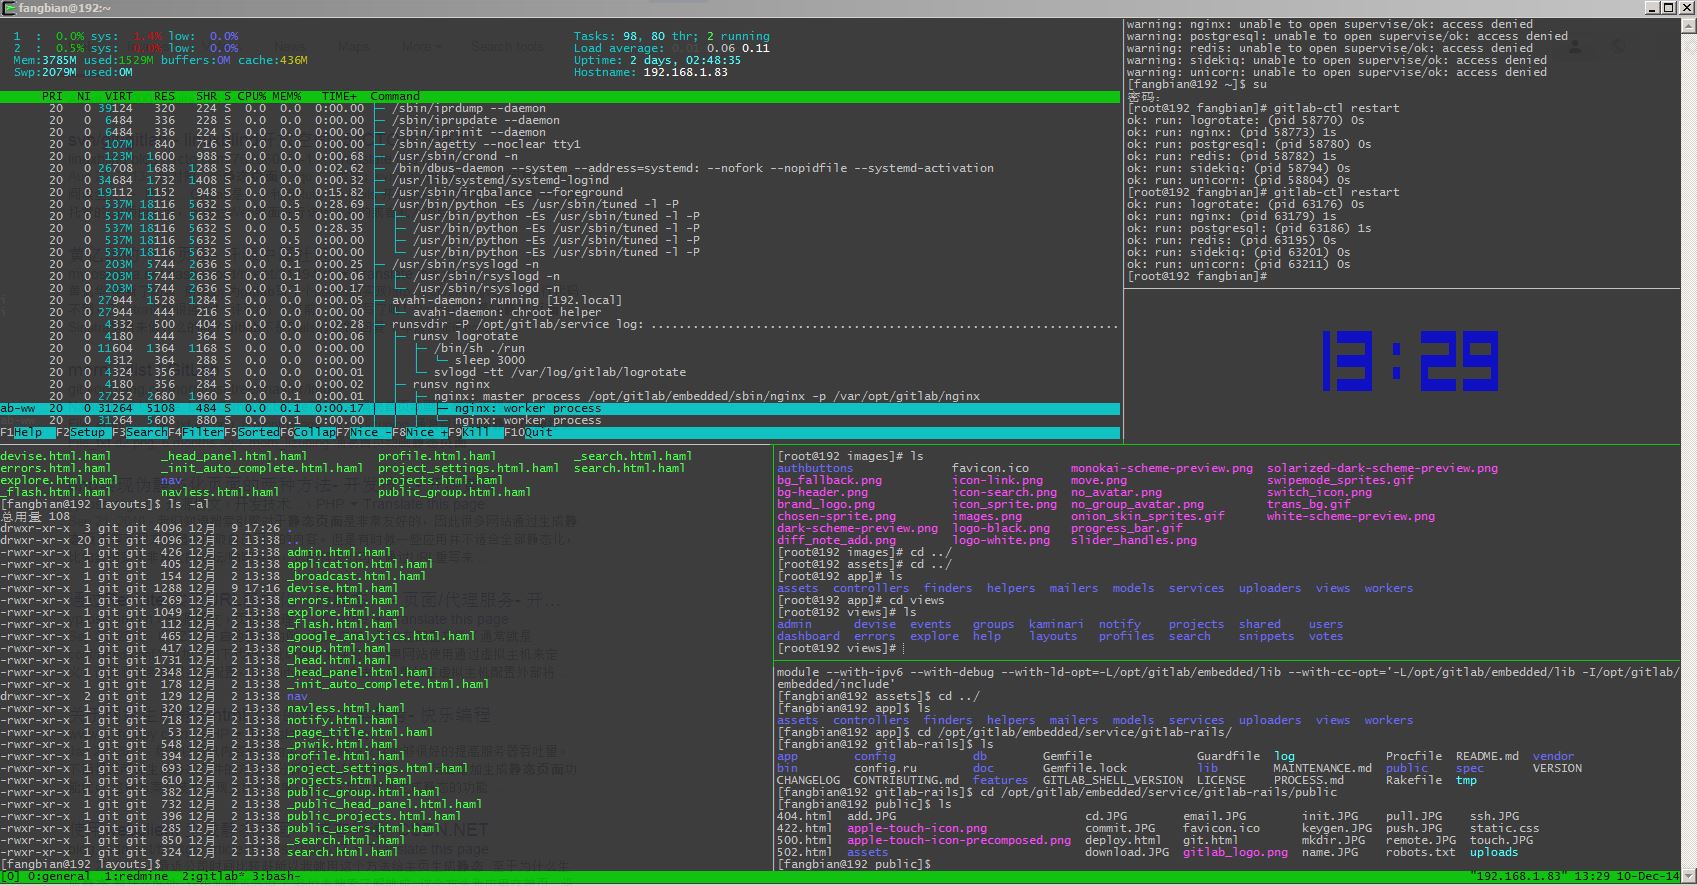 fangbian@192:~
1 : 0.0% sys: 1.4% low: 0.0%
2 : 0.5% sys: 0.0% low: 0.0%
Mem:3785M used:1529M buffers:0M cache:436M
Swp:2079M used:0M
Tasks: 98, 80 thr; 2 running
Load average: 0.01 0.06 0.11
Uptime: 2 days, 02:48:35
Hostname: 192.168.1.83
PRI NI VIRT RES SHR S CPU% MEM% TIME+ Command
20 0 39124 320 224 S 0.0 0.0 0:00.00 ├─ /sbin/iprdump --daemon
20 0 6484 336 228 S 0.0 0.0 0:00.00 ├─ /sbin/iprupdate --daemon
20 0 6484 336 224 S 0.0 0.0 0:00.00 ├─ /sbin/iprinit --daemon
20 0 107M 840 716 S 0.0 0.0 0:00.00 ├─ /sbin/agetty --noclear tty1
20 0 123M 1600 988 S 0.0 0.0 0:00.68 ├─ /usr/sbin/crond -n
20 0 26708 1688 1288 S 0.0 0.0 0:02.62 ├─ /bin/dbus-daemon --system --address=systemd: --nofork --nopidfile --systemd-activation
20 0 34684 1732 1408 S 0.0 0.0 0:00.32 ├─ /usr/lib/systemd/systemd-logind
20 0 19112 1152 948 S 0.0 0.0 0:15.82 ├─ /usr/sbin/irqbalance --foreground
20 0 537M 18116 5632 S 0.0 0.5 0:28.69 ├─ /usr/bin/python -Es /usr/sbin/tuned -l -P
20 0 537M 18116 5632 S 0.0 0.5 0:00.00 │ ├─ /usr/bin/python -Es /usr/sbin/tuned -l -P
20 0 537M 18116 5632 S 0.0 0.5 0:28.35 │ ├─ /usr/bin/python -Es /usr/sbin/tuned -l -P
20 0 537M 18116 5632 S 0.0 0.5 0:00.00 │ ├─ /usr/bin/python -Es /usr/sbin/tuned -l -P
20 0 537M 18116 5632 S 0.0 0.5 0:00.00 │ └─ /usr/bin/python -Es /usr/sbin/tuned -l -P
20 0 203M 5744 2636 S 0.0 0.1 0:00.25 ├─ /usr/sbin/rsyslogd -n
20 0 203M 5744 2636 S 0.0 0.1 0:00.06 │ ├─ /usr/sbin/rsyslogd -n
20 0 203M 5744 2636 S 0.0 0.1 0:00.17 │ └─ /usr/sbin/rsyslogd -n
20 0 27944 1528 1284 S 0.0 0.0 0:00.05 ├─ avahi-daemon: running [192.local]
20 0 27944 444 216 S 0.0 0.0 0:00.00 │ └─ avahi-daemon: chroot helper
20 0 4332 500 404 S 0.0 0.0 0:02.28 ├─ runsvdir -P /opt/gitlab/service log: ...................................................................
20 0 4180 444 364 S 0.0 0.0 0:00.06 │ ├─ runsv logrotate
20 0 11604 1364 1168 S 0.0 0.0 0:00.00 │ │ ├─ /bin/sh ./run
20 0 4312 364 288 S 0.0 0.0 0:00.00 │ │ │ └─ sleep 3000
20 0 4324 356 284 S 0.0 0.0 0:00.01 │ │ └─ svlogd -tt /var/log/gitlab/logrotate
20 0 4180 356 284 S 0.0 0.0 0:00.02 │ ├─ runsv nginx
20 0 27252 2680 1960 S 0.0 0.1 0:00.01 │ │ ├─ nginx: master process /opt/gitlab/embedded/sbin/nginx -p /var/opt/gitlab/nginx
ab-ww 20 0 31264 5108 484 S 0.0 0.1 0:00.17 │ │ │ ├─ nginx: worker process
20 0 31264 5608 880 S 0.0 0.1 0:00.00 │ │ │ ├─ nginx: worker process
F1Help F2Setup F3SearchF4FilterF5SortedF6CollapF7Nice -F8Nice +F9Kill F10Quit
warning: nginx: unable to open supervise/ok: access denied
warning: postgresql: unable to open supervise/ok: access denied
warning: redis: unable to open supervise/ok: access denied
warning: sidekiq: unable to open supervise/ok: access denied
warning: unicorn: unable to open supervise/ok: access denied
[fangbian@192 ~]$ su
密码：
[root@192 fangbian]# gitlab-ctl restart
ok: run: logrotate: (pid 58770) 0s
ok: run: nginx: (pid 58773) 1s
ok: run: postgresql: (pid 58780) 0s
ok: run: redis: (pid 58782) 1s
ok: run: sidekiq: (pid 58794) 0s
ok: run: unicorn: (pid 58804) 0s
[root@192 fangbian]# gitlab-ctl restart
ok: run: logrotate: (pid 63176) 0s
ok: run: nginx: (pid 63179) 1s
ok: run: postgresql: (pid 63186) 1s
ok: run: redis: (pid 63195) 0s
ok: run: sidekiq: (pid 63201) 0s
ok: run: unicorn: (pid 63211) 0s
[root@192 fangbian]#
13:29
devise.html.haml _head_panel.html.haml profile.html.haml _search.html.haml
errors.html.haml _init_auto_complete.html.haml project_settings.html.haml search.html.haml
explore.html.haml nav projects.html.haml
_flash.html.haml navless.html.haml public_group.html.haml
[fangbian@192 layouts]$ ls -al
总用量 108
drwxr-xr-x 3 git git 4096 12月 9 17:26 .
drwxr-xr-x 20 git git 4096 12月 2 13:38 ..
-rwxr-xr-x 1 git git 426 12月 2 13:38 admin.html.haml
-rwxr-xr-x 1 git git 405 12月 2 13:38 application.html.haml
-rwxr-xr-x 1 git git 154 12月 2 13:38 _broadcast.html.haml
-rwxr-xr-x 1 git git 1288 12月 9 17:16 devise.html.haml
-rwxr-xr-x 1 git git 269 12月 2 13:38 errors.html.haml
-rwxr-xr-x 1 git git 1049 12月 2 13:38 explore.html.haml
-rwxr-xr-x 1 git git 112 12月 2 13:38 _flash.html.haml
-rwxr-xr-x 1 git git 465 12月 2 13:38 _google_analytics.html.haml
-rwxr-xr-x 1 git git 417 12月 2 13:38 group.html.haml
-rwxr-xr-x 1 git git 1731 12月 2 13:38 _head.html.haml
-rwxr-xr-x 1 git git 2348 12月 2 13:38 _head_panel.html.haml
-rwxr-xr-x 1 git git 178 12月 2 13:38 _init_auto_complete.html.haml
drwxr-xr-x 2 git git 129 12月 2 13:38 nav
-rwxr-xr-x 1 git git 320 12月 2 13:38 navless.html.haml
-rwxr-xr-x 1 git git 718 12月 2 13:38 notify.html.haml
-rwxr-xr-x 1 git git 53 12月 2 13:38 _page_title.html.haml
-rwxr-xr-x 1 git git 548 12月 2 13:38 _piwik.html.haml
-rwxr-xr-x 1 git git 394 12月 2 13:38 profile.html.haml
-rwxr-xr-x 1 git git 693 12月 2 13:38 project_settings.html.haml
-rwxr-xr-x 1 git git 610 12月 2 13:38 projects.html.haml
-rwxr-xr-x 1 git git 382 12月 2 13:38 public_group.html.haml
-rwxr-xr-x 1 git git 732 12月 2 13:38 _public_head_panel.html.haml
-rwxr-xr-x 1 git git 396 12月 2 13:38 public_projects.html.haml
-rwxr-xr-x 1 git git 285 12月 2 13:38 public_users.html.haml
-rwxr-xr-x 1 git git 850 12月 2 13:38 _search.html.haml
-rwxr-xr-x 1 git git 324 12月 2 13:38 search.html.haml
[fangbian@192 layouts]$
[root@192 images]# ls
authbuttons favicon.ico monokai-scheme-preview.png solarized-dark-scheme-preview.png
bg_fallback.png icon-link.png move.png swipemode_sprites.gif
bg-header.png icon-search.png no_avatar.png switch_icon.png
brand_logo.png icon_sprite.png no_group_avatar.png trans_bg.gif
chosen-sprite.png images.png onion_skin_sprites.gif white-scheme-preview.png
dark-scheme-preview.png logo-black.png progress_bar.gif
diff_note_add.png logo-white.png slider_handles.png
[root@192 images]# cd ../
[root@192 assets]# cd ../
[root@192 app]# ls
assets controllers finders helpers mailers models services uploaders views workers
[root@192 app]# cd views
[root@192 views]# ls
admin devise events groups kaminari notify projects shared users
dashboard errors explore help layouts profiles search snippets votes
[root@192 views]#
module --with-ipv6 --with-debug --with-ld-opt=-L/opt/gitlab/embedded/lib --with-cc-opt='-L/opt/gitlab/embedded/lib -I/opt/gitlab/
embedded/include'
[fangbian@192 assets]$ cd ../
[fangbian@192 app]$ ls
assets controllers finders helpers mailers models services uploaders views workers
[fangbian@192 app]$ cd /opt/gitlab/embedded/service/gitlab-rails/
[fangbian@192 gitlab-rails]$ ls
app config db Gemfile Guardfile log Procfile README.md vendor
bin config.ru doc Gemfile.lock lib MAINTENANCE.md public spec VERSION
CHANGELOG CONTRIBUTING.md features GITLAB_SHELL_VERSION LICENSE PROCESS.md Rakefile tmp
[fangbian@192 gitlab-rails]$ cd /opt/gitlab/embedded/service/gitlab-rails/public
[fangbian@192 public]$ ls
404.html add.JPG cd.JPG email.JPG init.JPG pull.JPG ssh.JPG
422.html apple-touch-icon.png commit.JPG favicon.ico keygen.JPG push.JPG static.css
500.html apple-touch-icon-precomposed.png deploy.html git.html mkdir.JPG remote.JPG touch.JPG
502.html assets download.JPG gitlab_logo.png name.JPG robots.txt uploads
[fangbian@192 public]$
[0] 0:general 1:redmine 2:gitlab* 3:bash- "192.168.1.83" 13:29 10-Dec-14